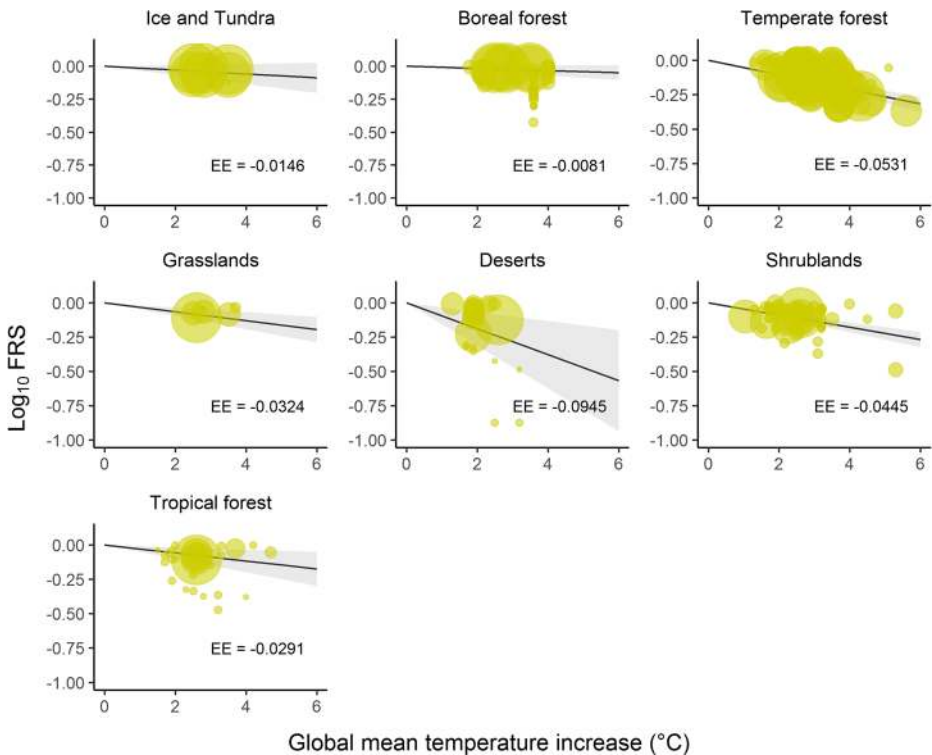 Ice and Tundra
Boreal forest
Temperate forest
0.00
-0.25
-0.50
-0.75
-1.00
EE = -0.0146
0 2 4 6
0.00
-0.25
-0.50
-0.75
-1.00
EE = -0.0081
0 2 4 6
0.00
-0.25
-0.50
-0.75
-1.00
EE = -0.0531
0 2 4 6
Grasslands
Deserts
Shrublands
0.00
-0.25
-0.50
-0.75
-1.00
EE = -0.0324
0 2 4 6
0.00
-0.25
-0.50
-0.75
-1.00
EE = -0.0945
0 2 4 6
0.00
-0.25
-0.50
-0.75
-1.00
EE = -0.0445
0 2 4 6
Tropical forest
0.00
-0.25
-0.50
-0.75
-1.00
EE = -0.0291
0 2 4 6
Log₁₀ FRS
Global mean temperature increase (°C)